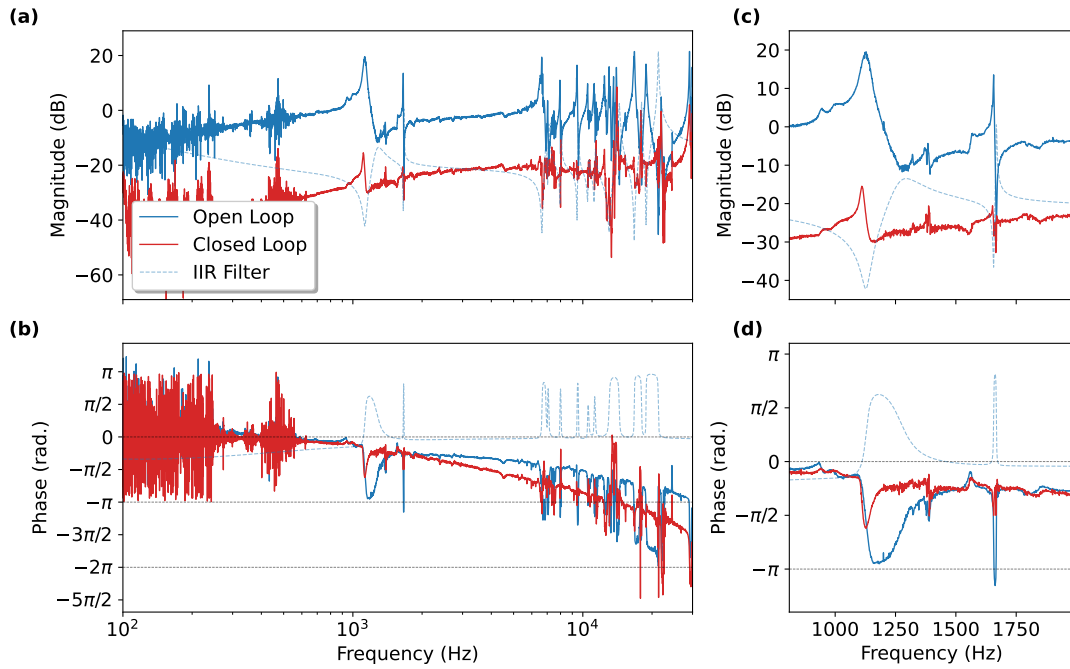 (a)
(c)
Magnitude (dB)
20
0
−20
−40
−60
Open Loop
Closed Loop
IIR Filter
Magnitude (dB)
20
10
0
−10
−20
−30
−40
(b)
(d)
Phase (rad.)
π
π/2
0
−π/2
−π
−3π/2
−2π
−5π/2
10²
10³
10⁴
Frequency (Hz)
Phase (rad.)
π
π/2
0
−π/2
−π
1000 1250 1500 1750
Frequency (Hz)